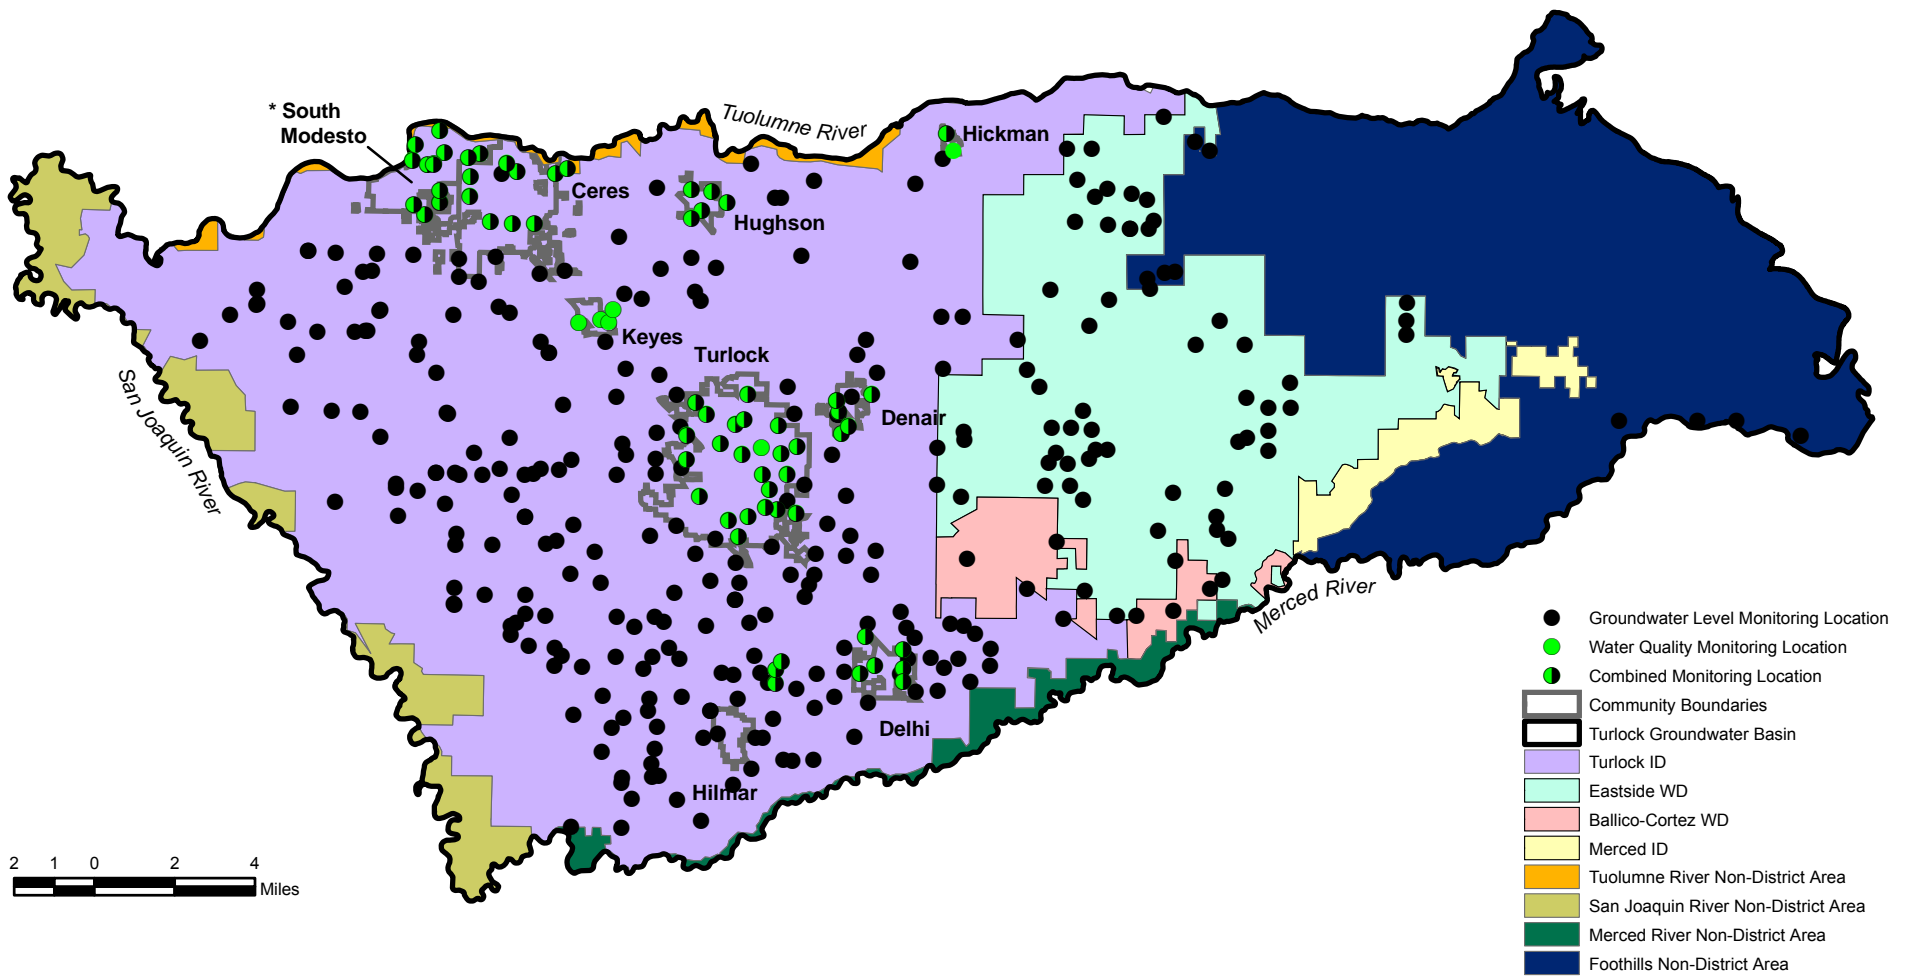 * South
Modesto
Tuolumne River
Hickman
Ceres
Hughson
Keyes
Turlock
Denair
San Joaquin River
Merced River
Delhi
Hilmar
2 1 0 2 4
Miles
Groundwater Level Monitoring Location
Water Quality Monitoring Location
Combined Monitoring Location
Community Boundaries
Turlock Groundwater Basin
Turlock ID
Eastside WD
Ballico-Cortez WD
Merced ID
Tuolumne River Non-District Area
San Joaquin River Non-District Area
Merced River Non-District Area
Foothills Non-District Area